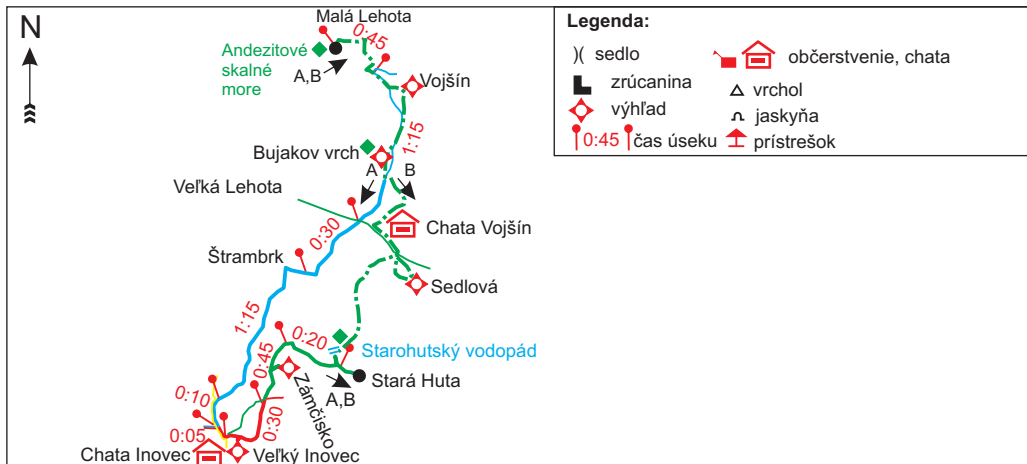 N
Malá Lehota
0:45
Andezitové
skalné
more
A,B
Vojšín
1:15
Bujakov vrch
A
B
Veľká Lehota
0:30
Chata Vojšín
Štrambrk
Sedlová
1:15
0:20
Starohutský vodopád
0:45
Zámčisko
Stará Huta
A,B
0:10
0:30
0:05
Chata Inovec
Veľký Inovec
Legenda:
)( sedlo
občerstvenie, chata
zrúcanina
vrchol
výhľad
jaskyňa
0:45 čas úseku
prístrešok